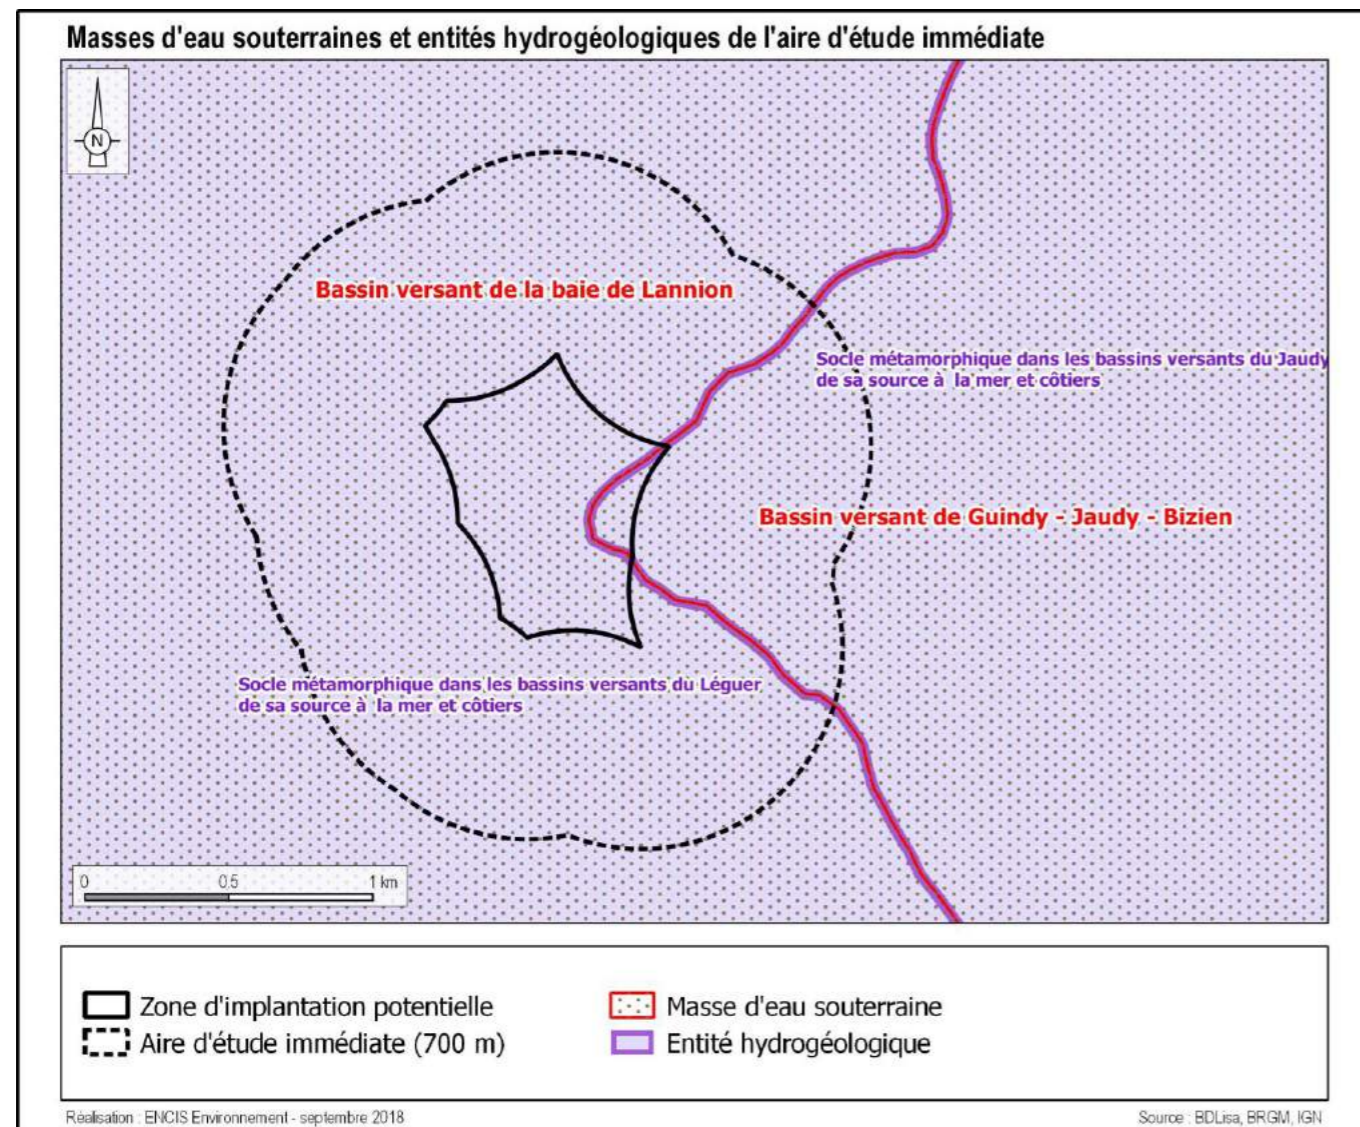 Masses d'eau souterraines et entités hydrogéologiques de l'aire d'étude immédiate
N
Bassin versant de la baie de Lannion
Socle métamorphique dans les bassins versants du Jaudy
de sa source à la mer et côtiers
Bassin versant de Guindy - Jaudy - Bizien
Socle métamorphique dans les bassins versants du Léguer
de sa source à la mer et côtiers
0 0,5 1 km
Zone d'implantation potentielle
Aire d'étude immédiate (700 m)
Masse d'eau souterraine
Entité hydrogéologique
Réalisation : ENCIS Environnement - septembre 2018
Source : BDLisa, BRGM, IGN